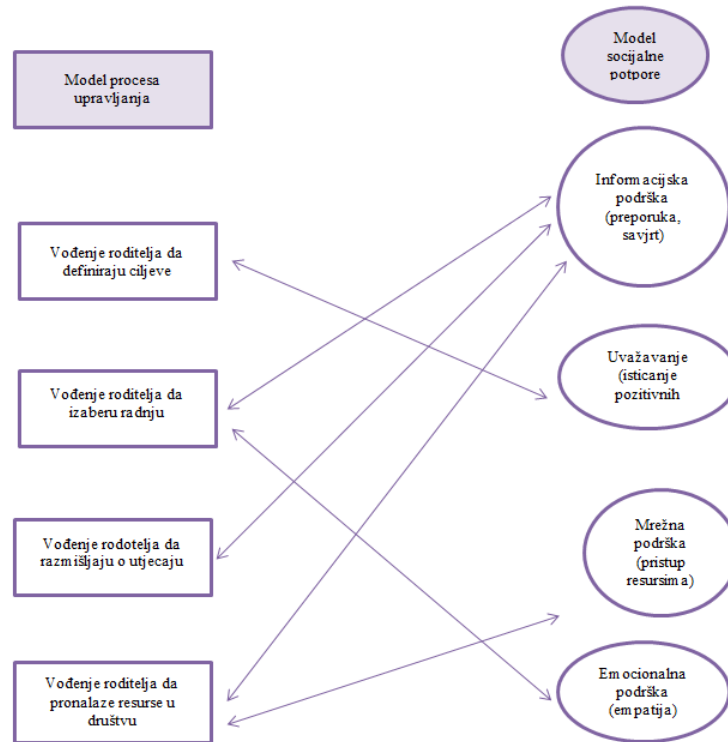 Model procesa
upravljanja
Vođenje roditelja da
definiraju ciljeve
Vođenje roditelja da
izaberu radnju
Vođenje rodotelja da
razmišljaju o utjecaju
Vođenje roditelja da
pronalaze resurse u
društvu
Model
socijalne
potpore
Informacijska
podrška
(preporuka,
savjrt)
Uvažavanje
(isticanje
pozitivnih
Mrežna
podrška
(pristup
resursima)
Emocionalna
podrška
(empatija)